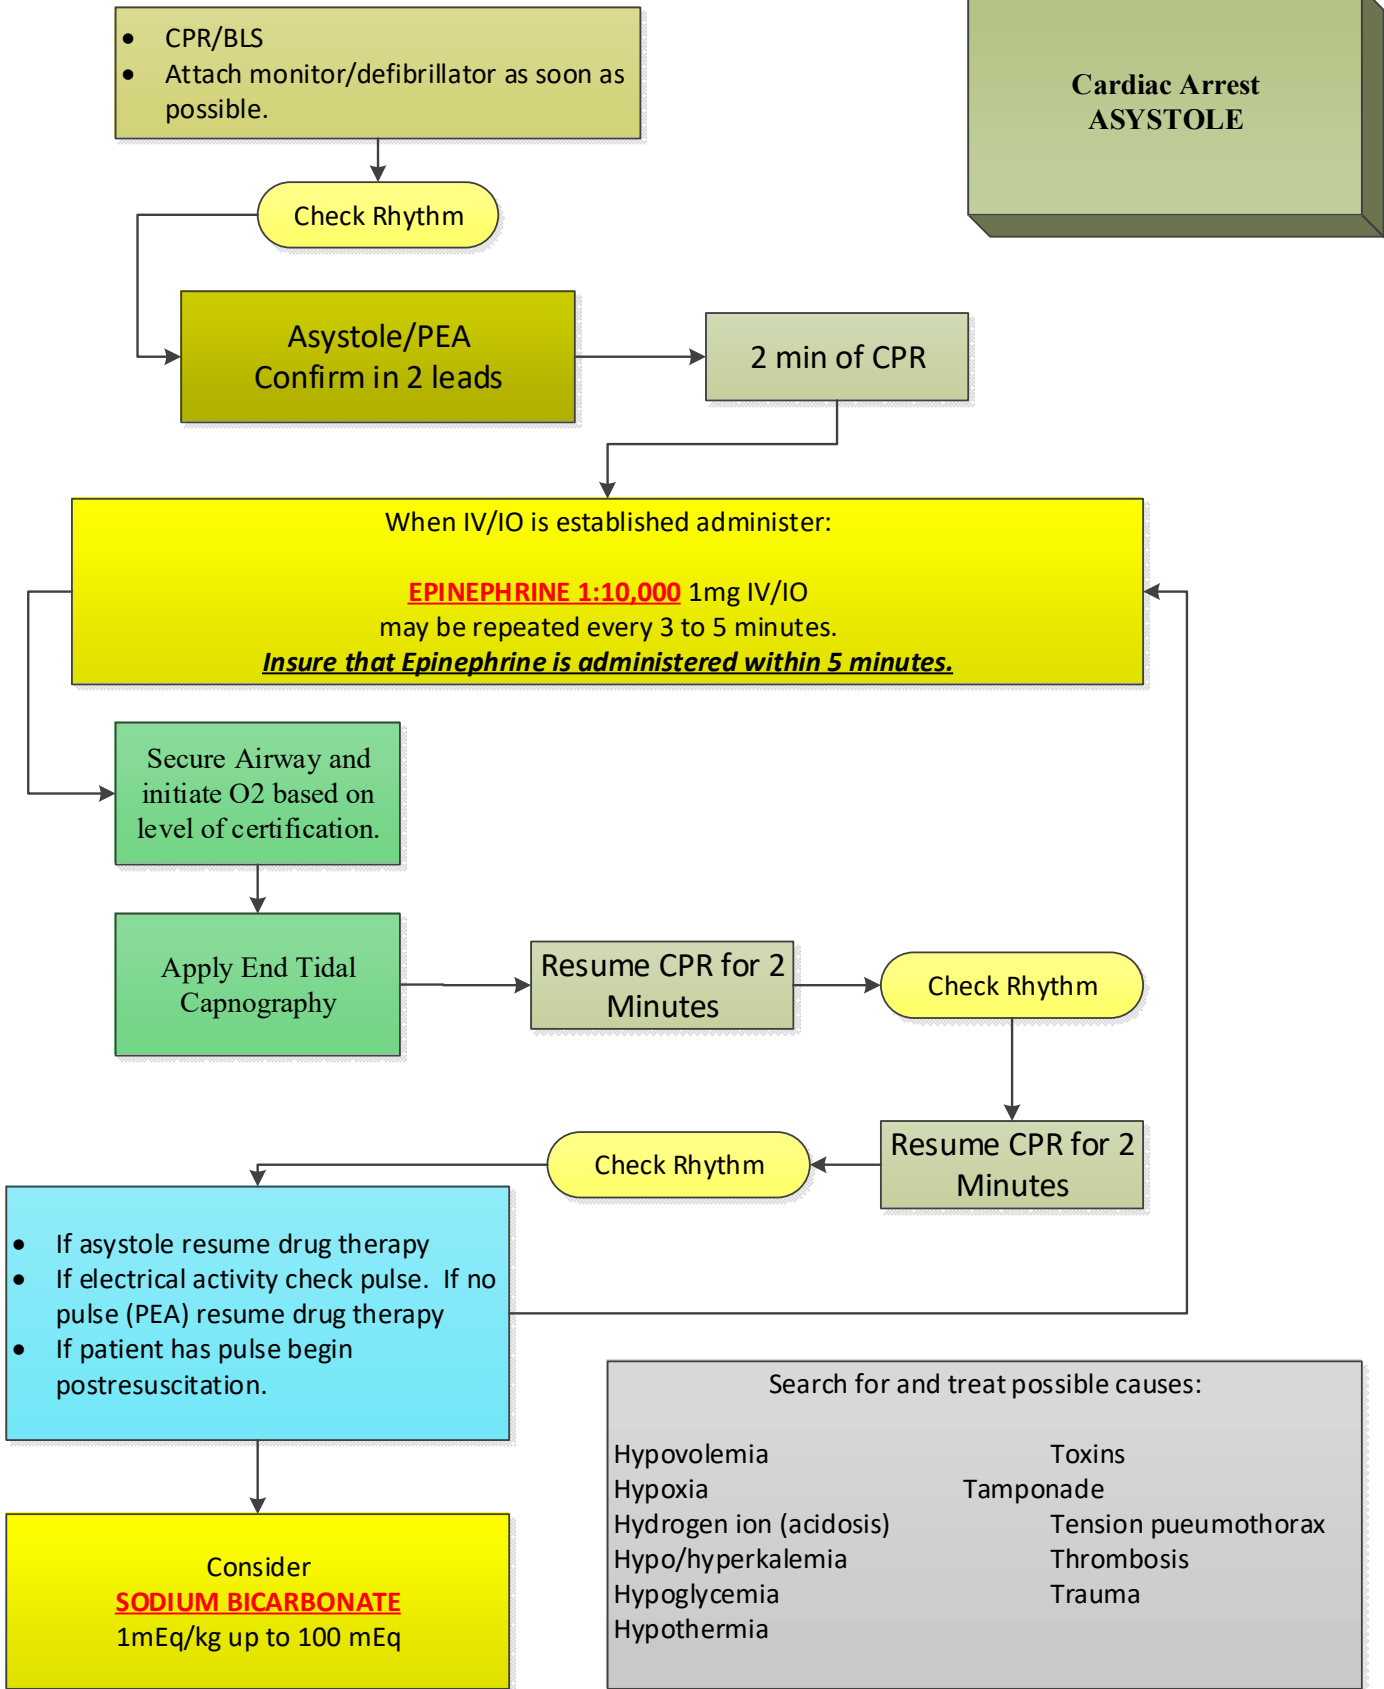 • CPR/BLS
• Attach monitor/defibrillator as soon as
possible.
Cardiac Arrest
ASYSTOLE
Check Rhythm
Asystole/PEA
Confirm in 2 leads
2 min of CPR
When IV/IO is established administer:
EPINEPHRINE 1:10,000 1mg IV/IO
may be repeated every 3 to 5 minutes.
Insure that Epinephrine is administered within 5 minutes.
Secure Airway and
initiate O2 based on
level of certification.
Apply End Tidal
Capnography
Resume CPR for 2
Minutes
Check Rhythm
Resume CPR for 2
Minutes
Check Rhythm
• If asystole resume drug therapy
• If electrical activity check pulse. If no
pulse (PEA) resume drug therapy
• If patient has pulse begin
postresuscitation.
Consider
SODIUM BICARBONATE
1mEq/kg up to 100 mEq
Search for and treat possible causes:
Hypovolemia Toxins
Hypoxia Tamponade
Hydrogen ion (acidosis) Tension pueumothorax
Hypo/hyperkalemia Thrombosis
Hypoglycemia Trauma
Hypothermia